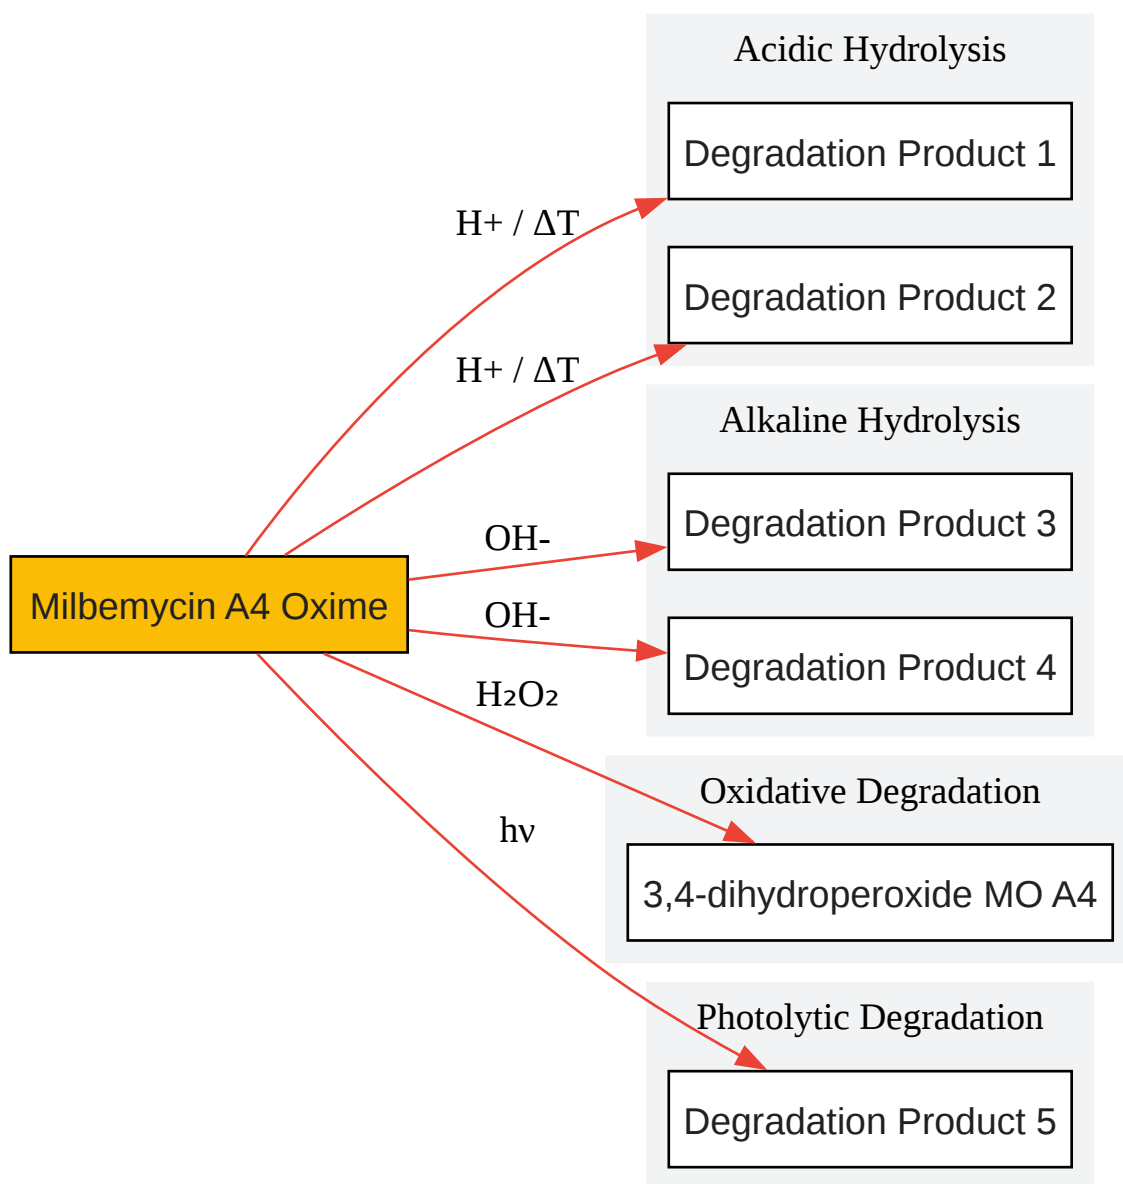 Acidic Hydrolysis
Degradation Product 1
H+ / ΔT
Degradation Product 2
H+ / ΔT
Alkaline Hydrolysis
Degradation Product 3
OH-
Milbemycin A4 Oxime
OH-
Degradation Product 4
H₂O₂
Oxidative Degradation
hν
3,4-dihydroperoxide MO A4
Photolytic Degradation
Degradation Product 5